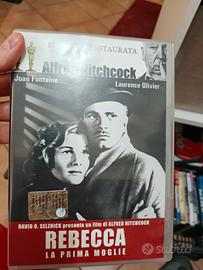 RESTAURATA
Alfred Hitchcock
Joan Fontaine
Laurence Olivier
DAVID O. SELZNICK presenta un film di ALFRED HITCHCOCK
REBECCA
LA PRIMA MOGLIE
subito